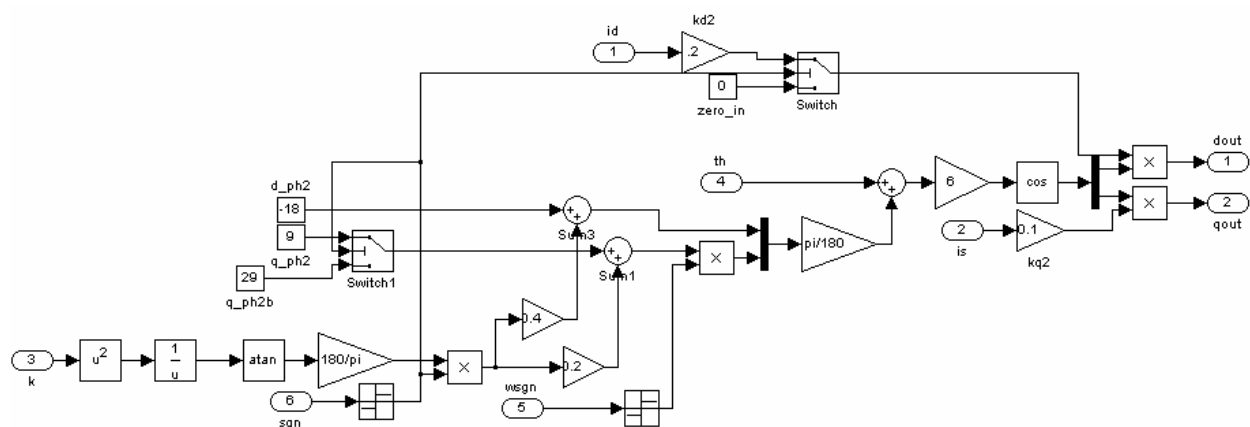 kd2
id
1
.2
0
zero_in
Switch
dout
1
×
th
4
+
+
6
cos
×
2
qout
2
is
0.1
kq2
d_ph2
-18
9
q_ph2
29
q_ph2b
Switch1
+
+
Sum3
+
+
Sum1
×
pi/180
0.4
0.2
3
k
u²
1
u
atan
180/pi
×
6
sgn
wsgn
5